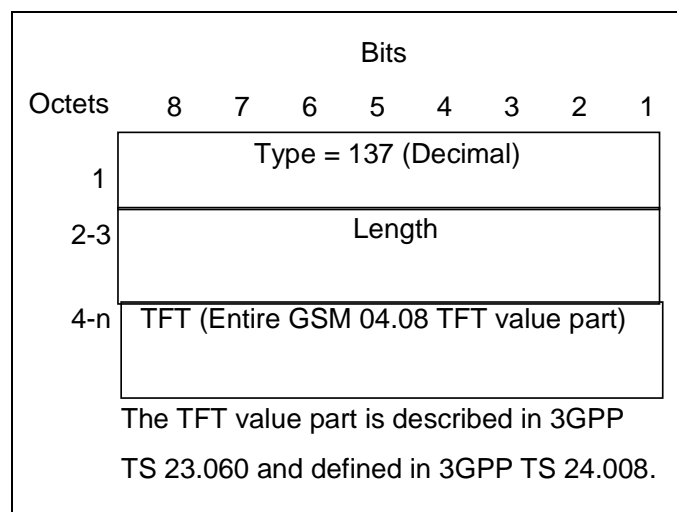 Bits
Octets 8 7 6 5 4 3 2 1
1 Type = 137 (Decimal)
2-3 Length
4-n TFT (Entire GSM 04.08 TFT value part)
The TFT value part is described in 3GPP
TS 23.060 and defined in 3GPP TS 24.008.